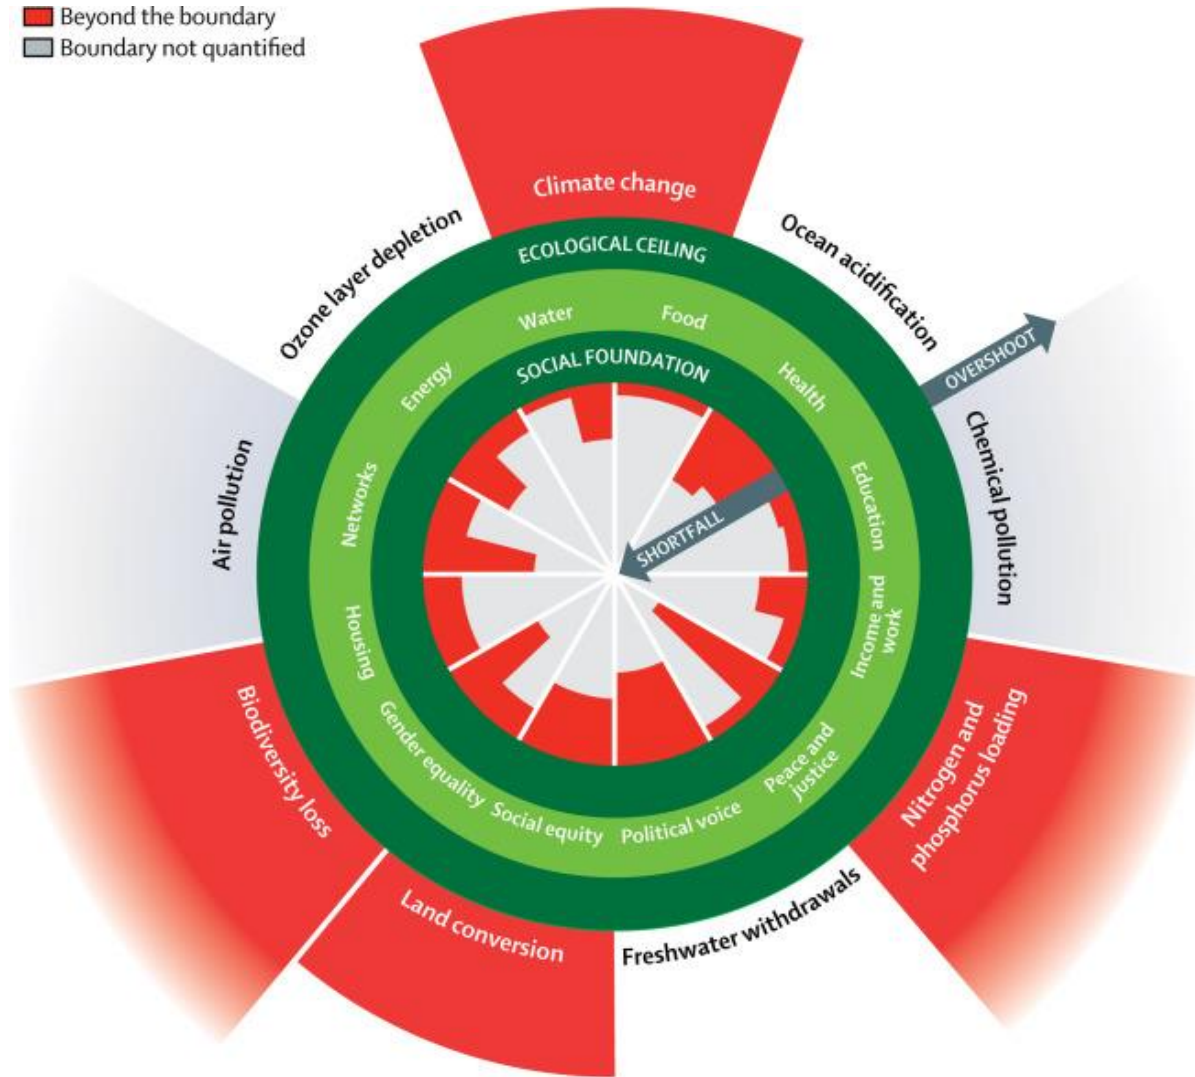 Beyond the boundary
Boundary not quantified
Climate change
Ozone layer depletion
Ocean acidification
ECOLOGICAL CEILING
OVERSHOOT
Water
Food
Energy
Health
SOCIAL FOUNDATION
Networks
Education
Air pollution
Chemical pollution
SHORTFALL
Housing
Income and
work
Gender equality
Social equity
Political voice
Peace and
justice
Biodiversity loss
Nitrogen and
phosphorus loading
Land conversion
Freshwater withdrawals